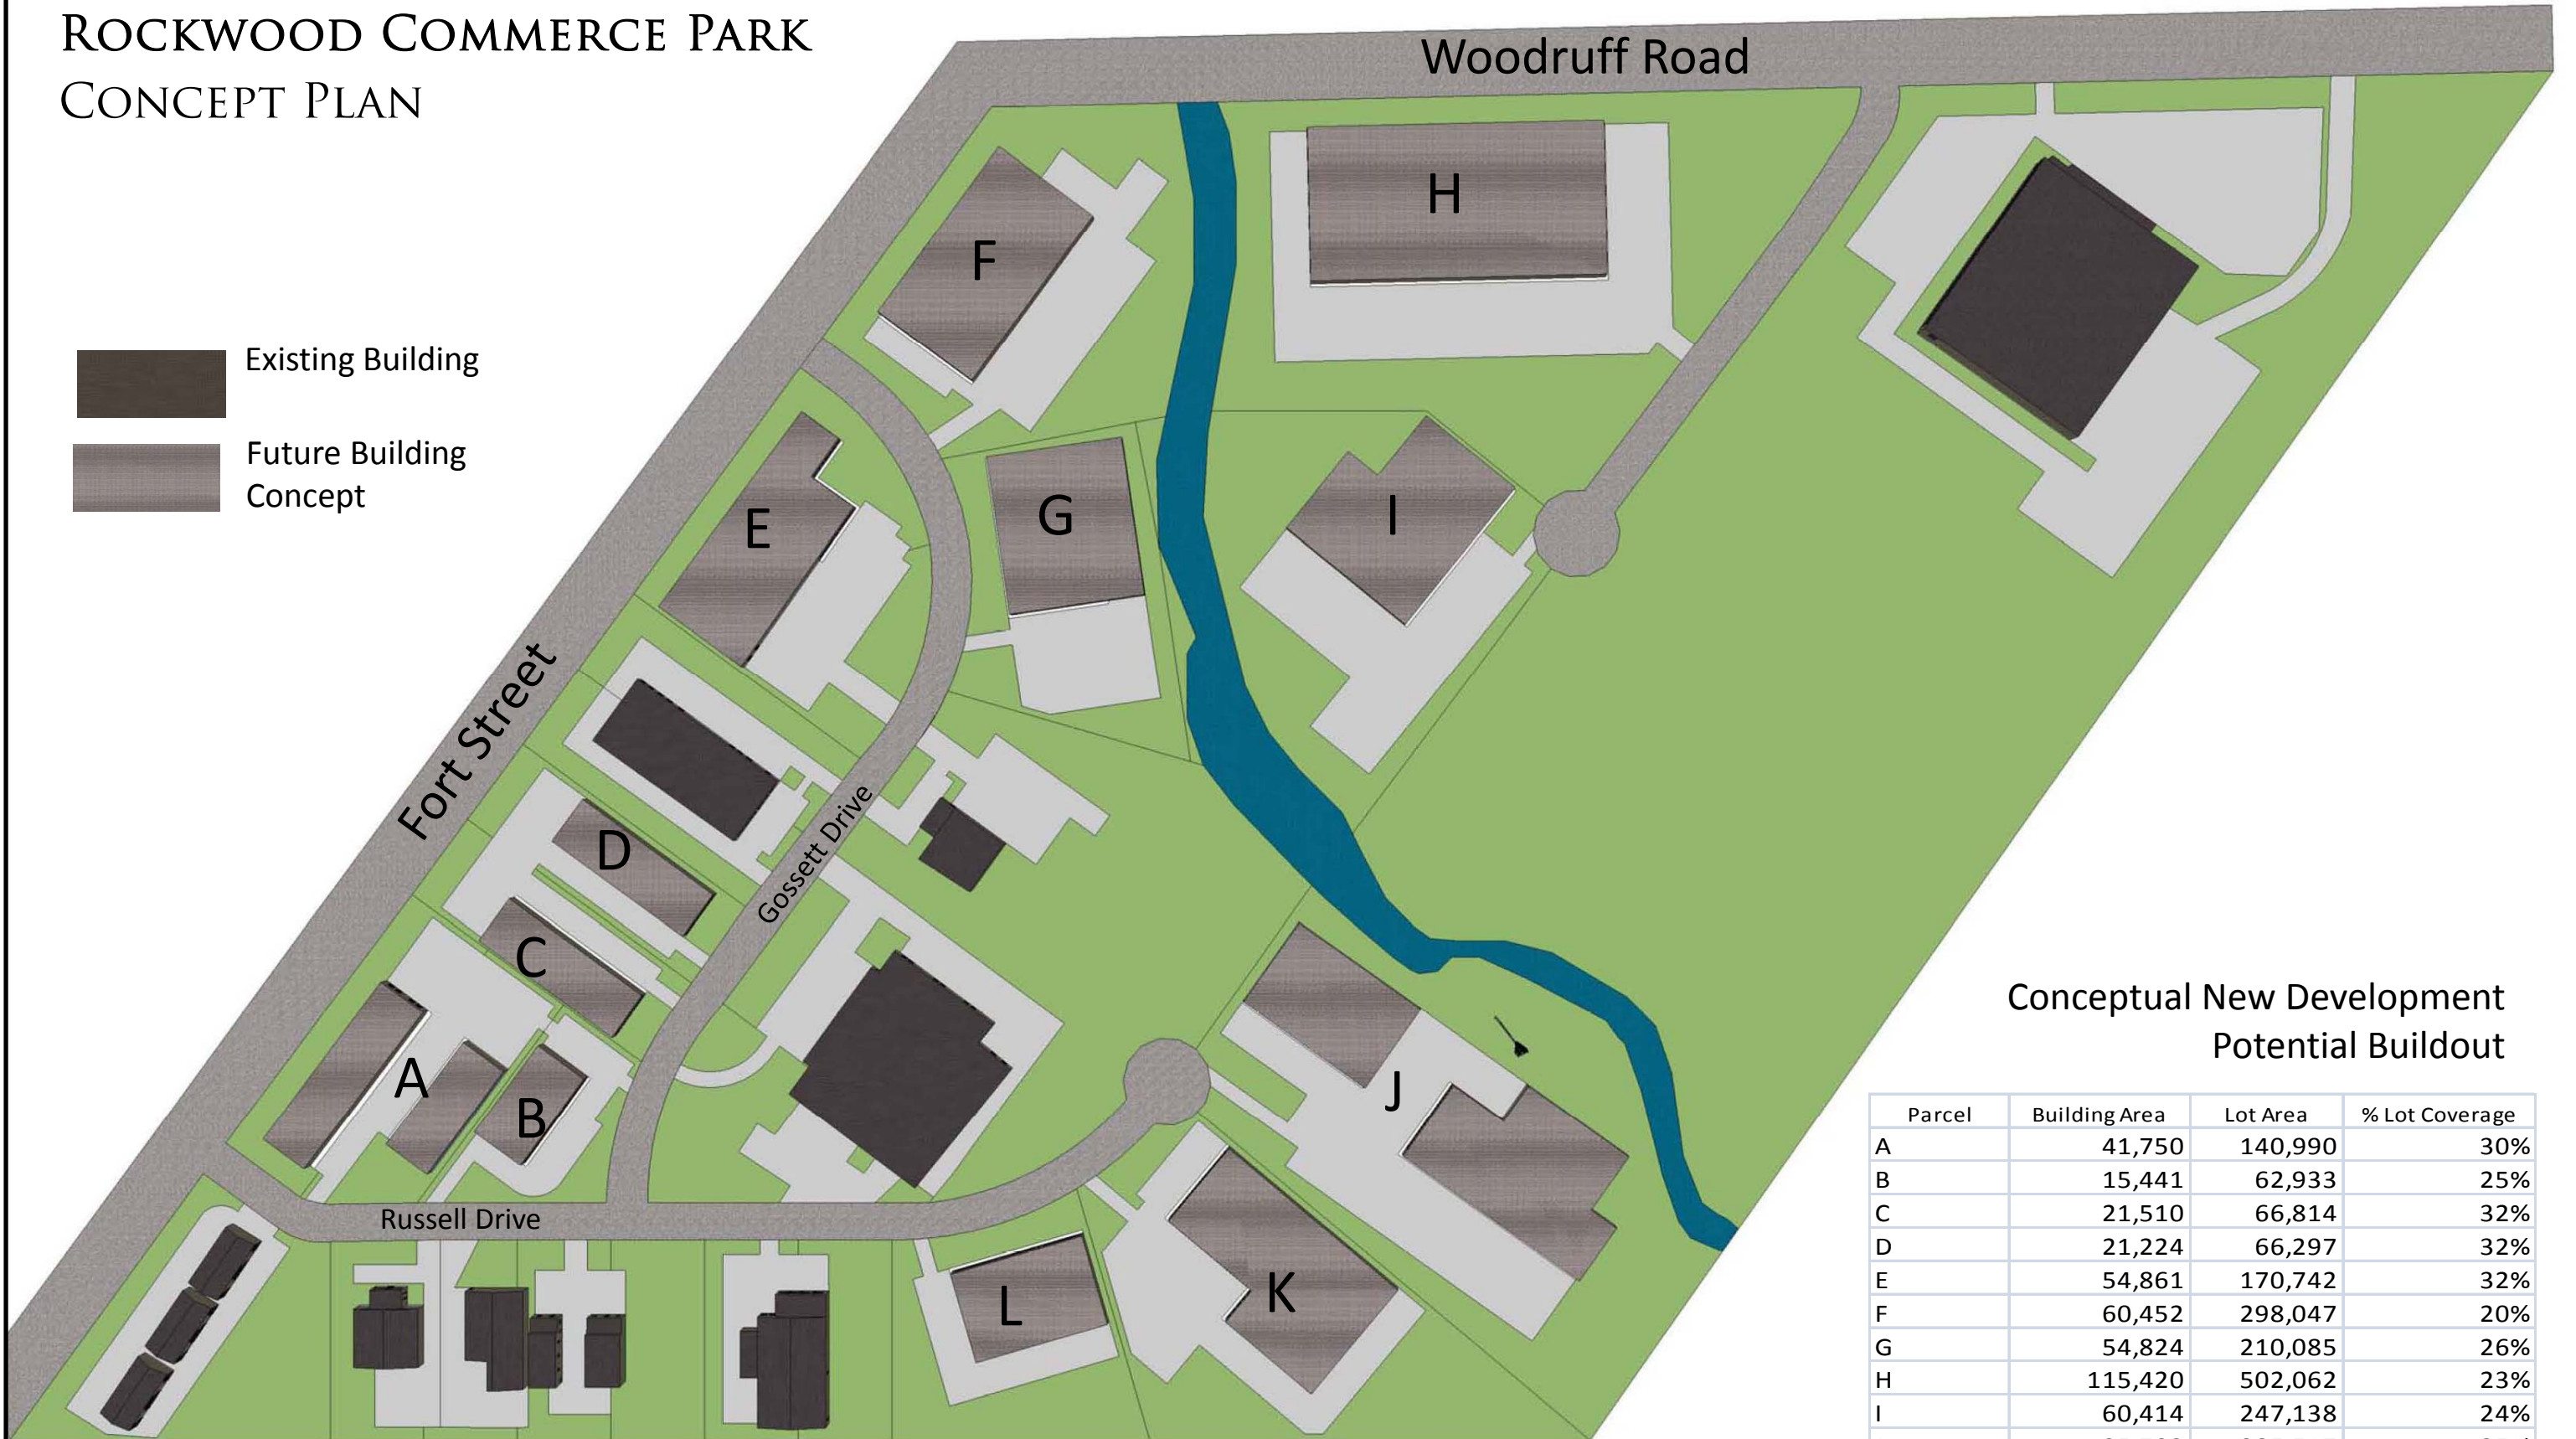 ROCKWOOD COMMERCE PARK
CONCEPT PLAN
Woodruff Road
Existing Building
Future Building
Concept
Fort Street
Gossett Drive
Russell Drive
F
H
E
G
I
D
C
A
B
J
L
K
Conceptual New Development
Potential Buildout
Parcel Building Area Lot Area % Lot Coverage
A 41,750 140,990 30%
B 15,441 62,933 25%
C 21,510 66,814 32%
D 21,224 66,297 32%
E 54,861 170,742 32%
F 60,452 298,047 20%
G 54,824 210,085 26%
H 115,420 502,062 23%
I 60,414 247,138 24%